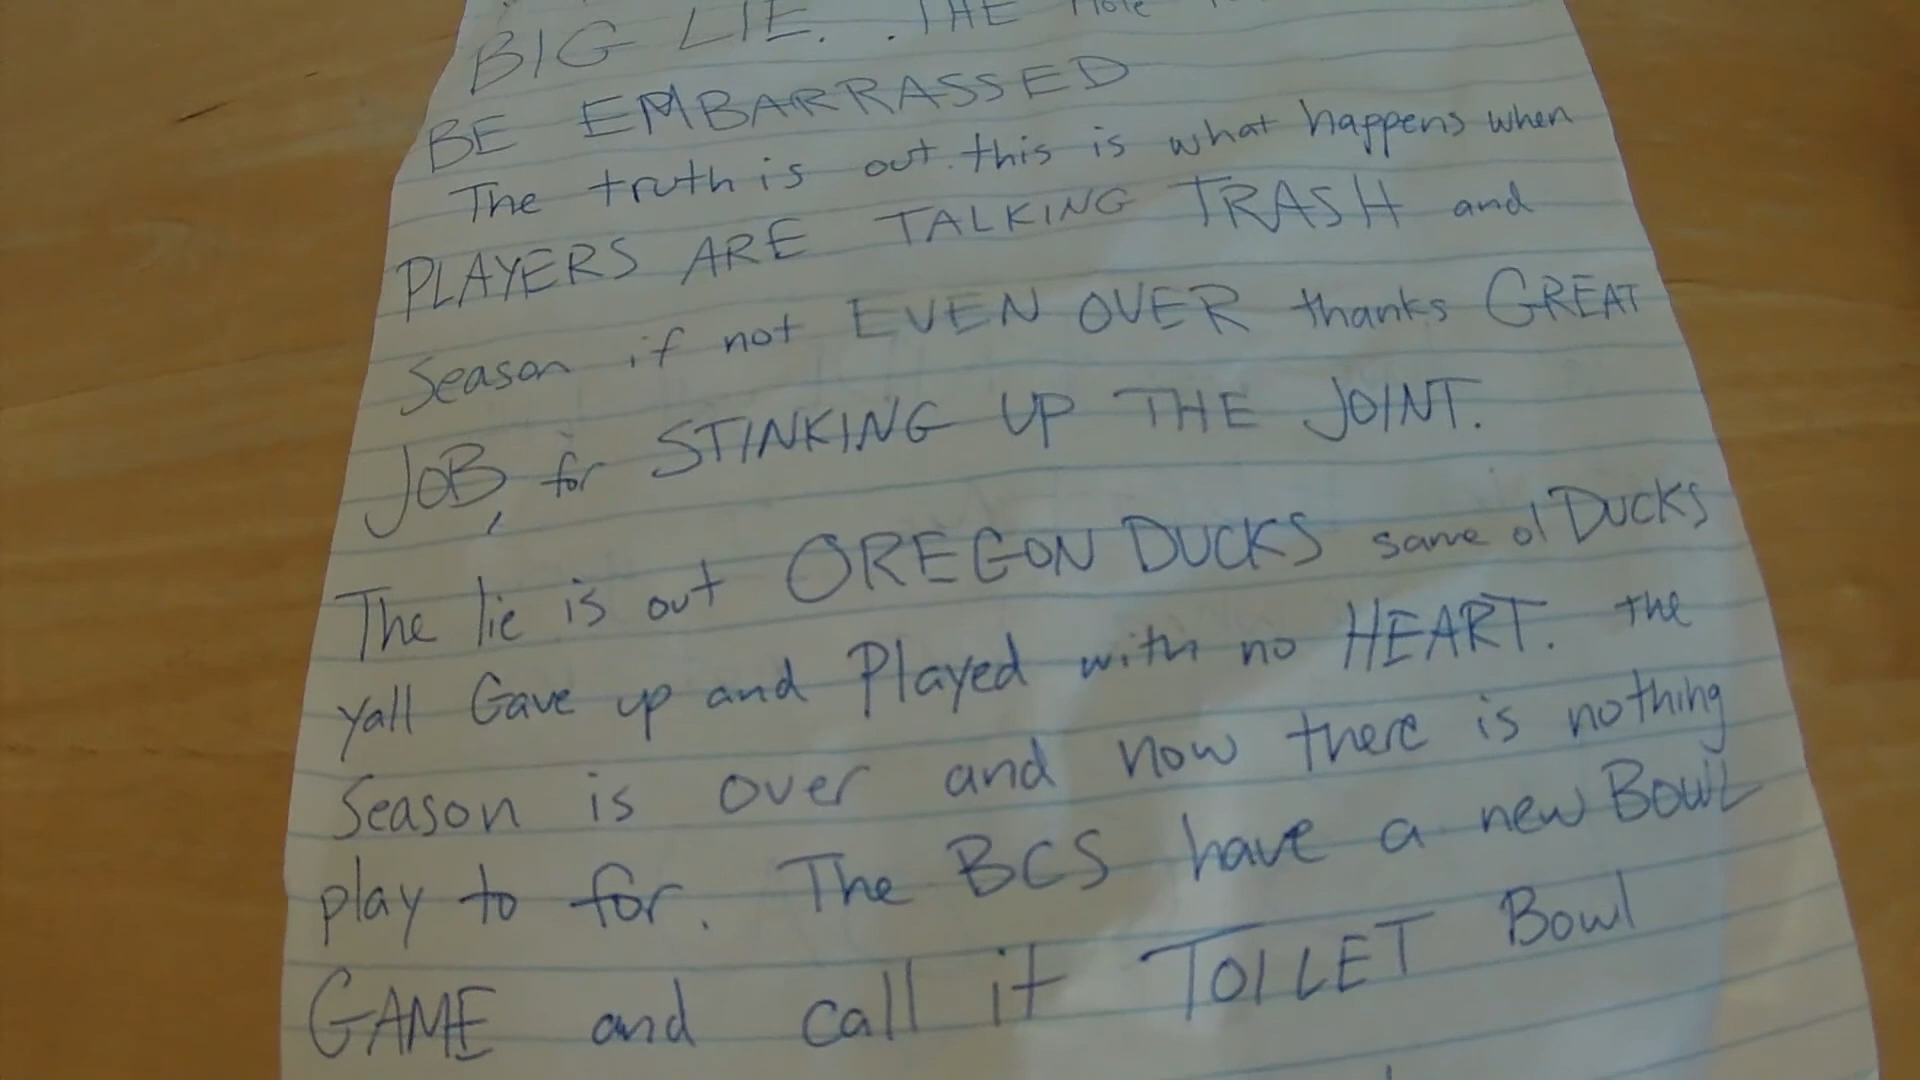 BIG LIE. . THE
BE EMBARRASSED
The truth is out. this is what happens when
PLAYERS ARE TALKING TRASH and
Season if not EVEN OVER thanks GREAT
JOB, for STINKING UP THE JOINT.
The lie is out OREGON DUCKS same ol DUCKS
yall Gave up and Played with no HEART. the
Season is over and now there is nothing
play to for. The BCS have a new BOWL
GAME and call it TOILET Bowl